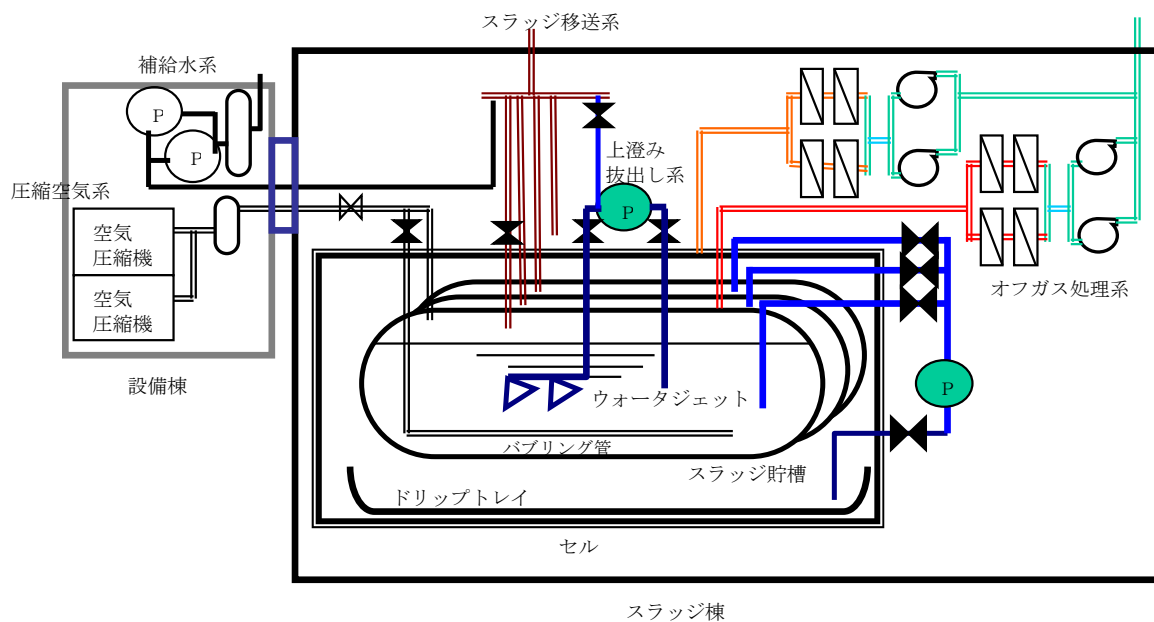 スラッジ移送系
補給水系
P
P
圧縮空気系
空気
圧縮機
空気
圧縮機
設備棟
上澄み
抜出し系
P
オフガス処理系
P
ウォータジェット
バブリング管
スラッジ貯槽
ドリップトレイ
セル
スラッジ棟